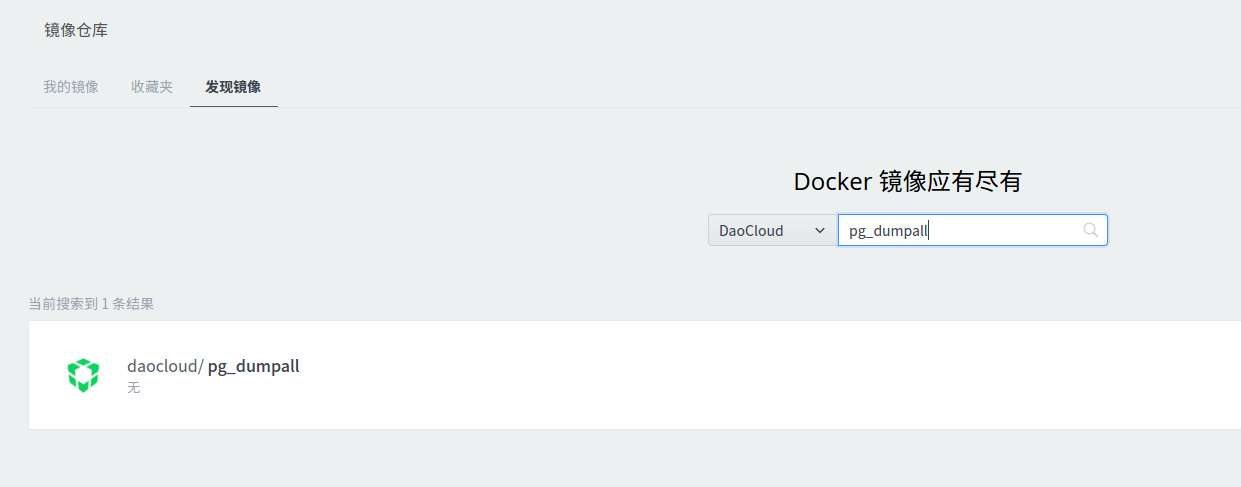 镜像仓库
我的镜像 收藏夹 发现镜像
Docker 镜像应有尽有
DaoCloud pg_dumpall
当前搜索到 1 条结果
daocloud/ pg_dumpall
无